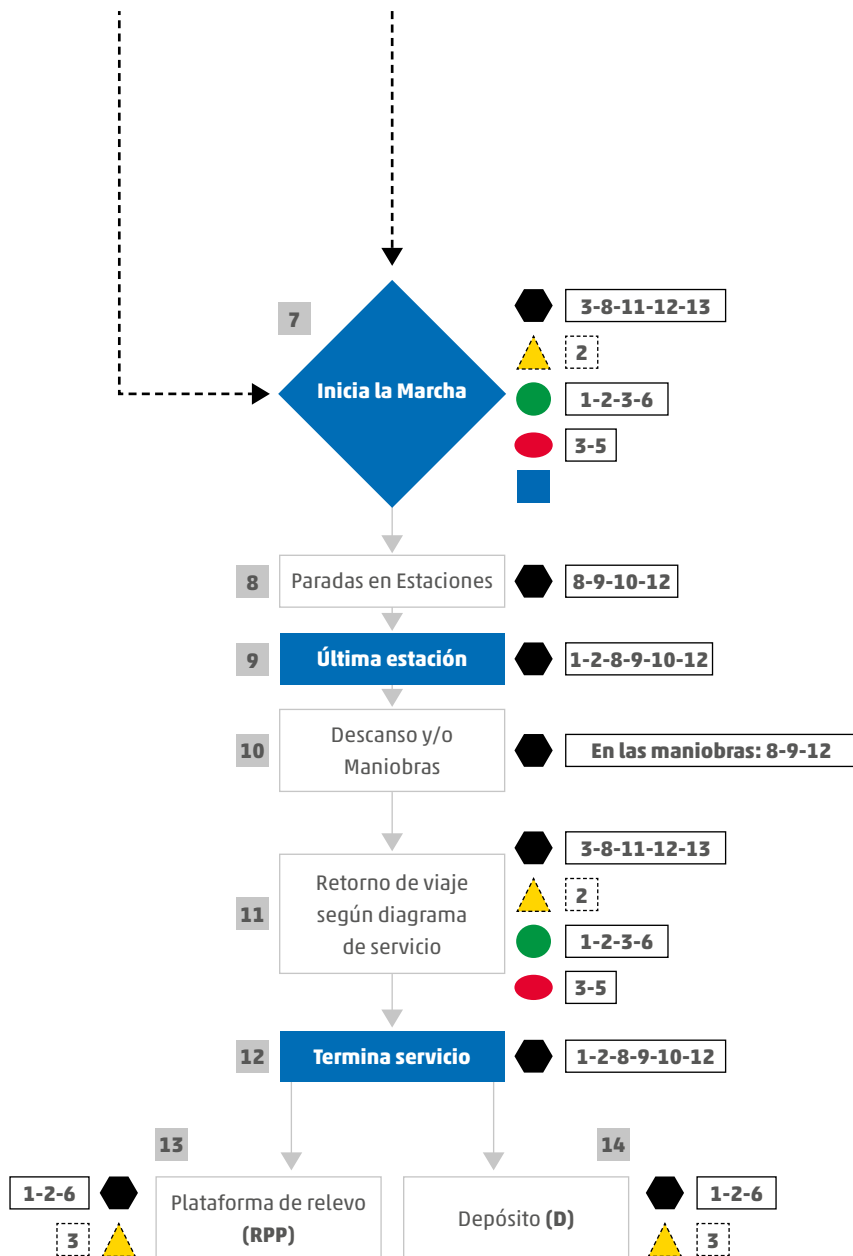 7
Inicia la Marcha
3-8-11-12-13
2
1-2-3-6
3-5
8
Paradas en Estaciones
8-9-10-12
9
Última estación
1-2-8-9-10-12
10
Descanso y/o
Maniobras
En las maniobras: 8-9-12
11
Retorno de viaje
según diagrama
de servicio
3-8-11-12-13
2
1-2-3-6
3-5
12
Termina servicio
1-2-8-9-10-12
13
1-2-6
3
Plataforma de relevo
(RPP)
14
Depósito (D)
1-2-6
3